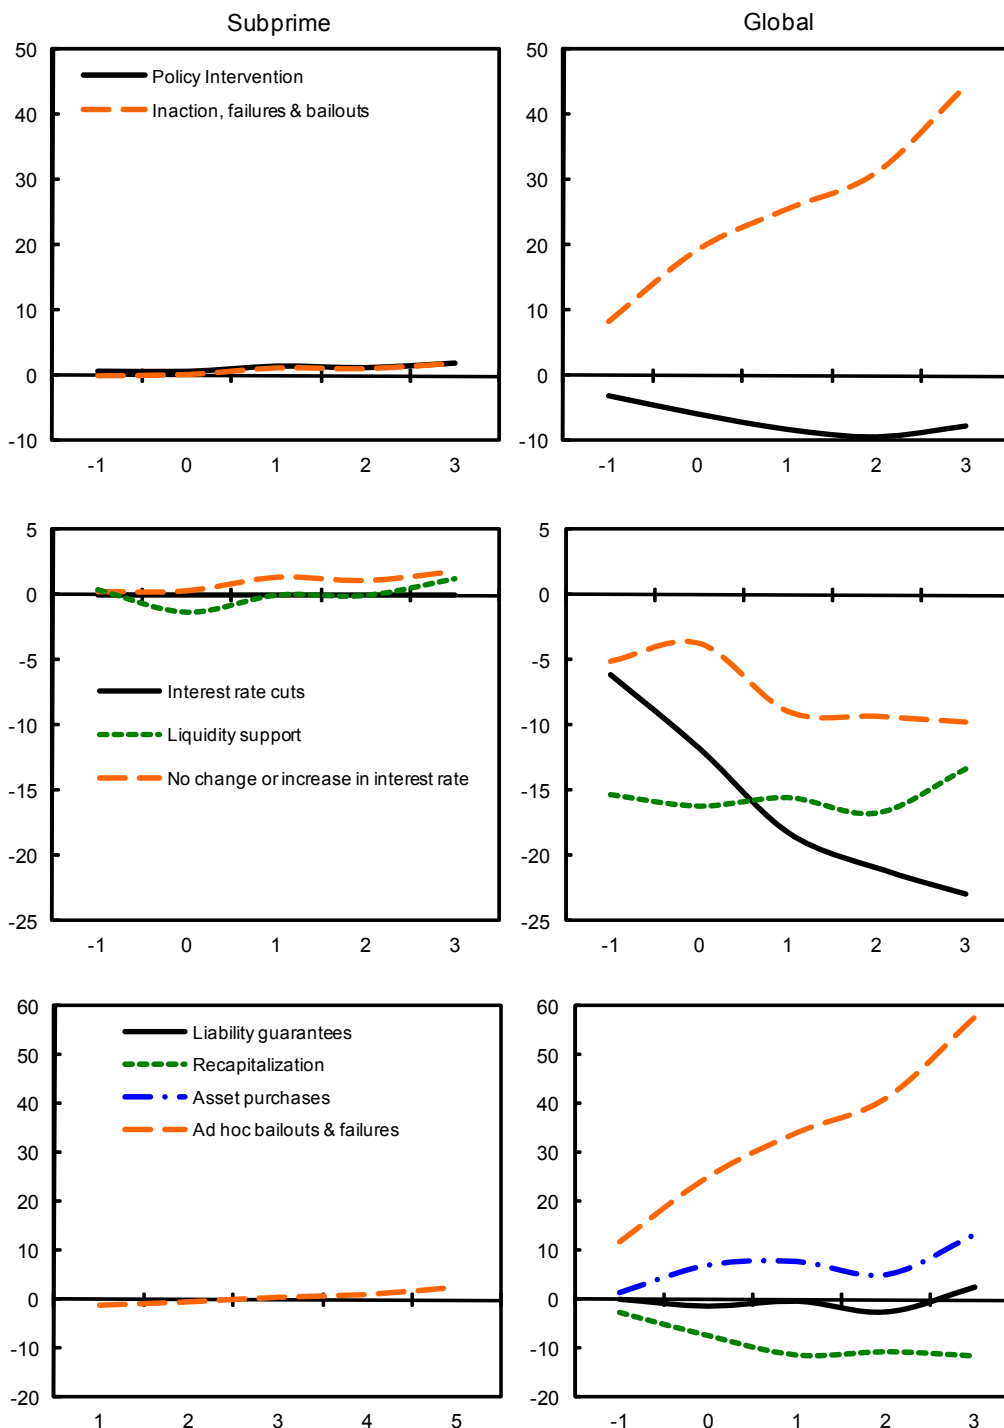 Subprime
Global
50
40
30
20
10
0
-10
Policy Intervention
Inaction, failures & bailouts
-1 0 1 2 3
50
40
30
20
10
0
-10
-1 0 1 2 3
5
0
-5
-10
-15
-20
-25
Interest rate cuts
Liquidity support
No change or increase in interest rate
-1 0 1 2 3
5
0
-5
-10
-15
-20
-25
-1 0 1 2 3
60
50
40
30
20
10
0
-10
-20
Liability guarantees
Recapitalization
Asset purchases
Ad hoc bailouts & failures
1 2 3 4 5
60
50
40
30
20
10
0
-10
-20
-1 0 1 2 3